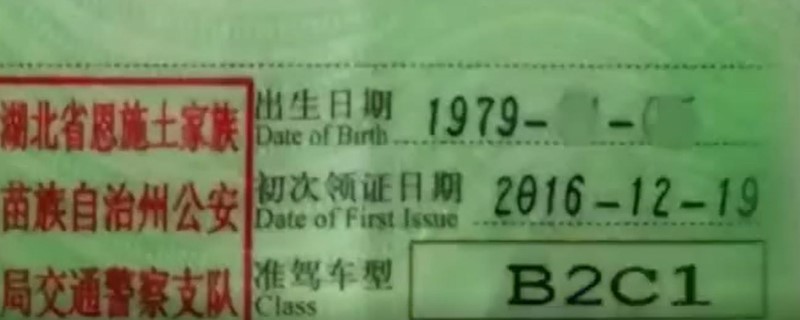 湖北省恩施土家族
苗族自治州公安
局交通警察支队
出生日期 1979-
Date of Birth
初次领证日期 2016-12-19
Date of First Issue
准驾车型 B2C1
Class